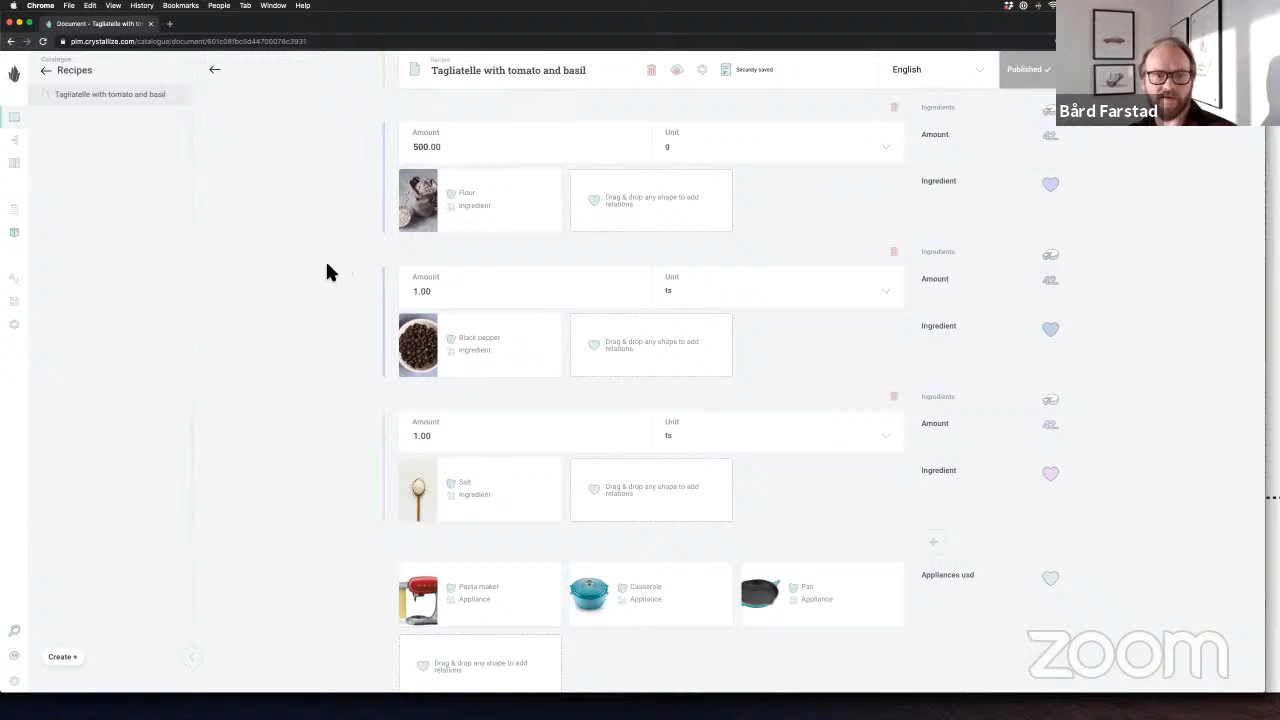 Chrome File Edit View History Bookmarks People Tab Window Help
Document - Tagliatelle with to
pim.crystallize.com/catalogue/document/601c08fbc6d44700078c3931
Catalogue
Recipes
Tagliatelle with tomato and basil
Recipe
Tagliatelle with tomato and basil
Securely saved
English
Published
Bård Farstad
Ingredients
Amount
500.00
Unit
g
Amount
Flour
Ingredient
Drag & drop any shape to add
relations
Ingredient
Ingredients
Amount
1.00
Unit
ts
Amount
Black pepper
Ingredient
Drag & drop any shape to add
relations
Ingredient
Ingredients
Amount
1.00
Unit
ts
Amount
Salt
Ingredient
Drag & drop any shape to add
relations
Ingredient
Pasta maker
Appliance
Casserole
Appliance
Pan
Appliance
Appliances usd
Drag & drop any shape to add
relations
Create +
zoom